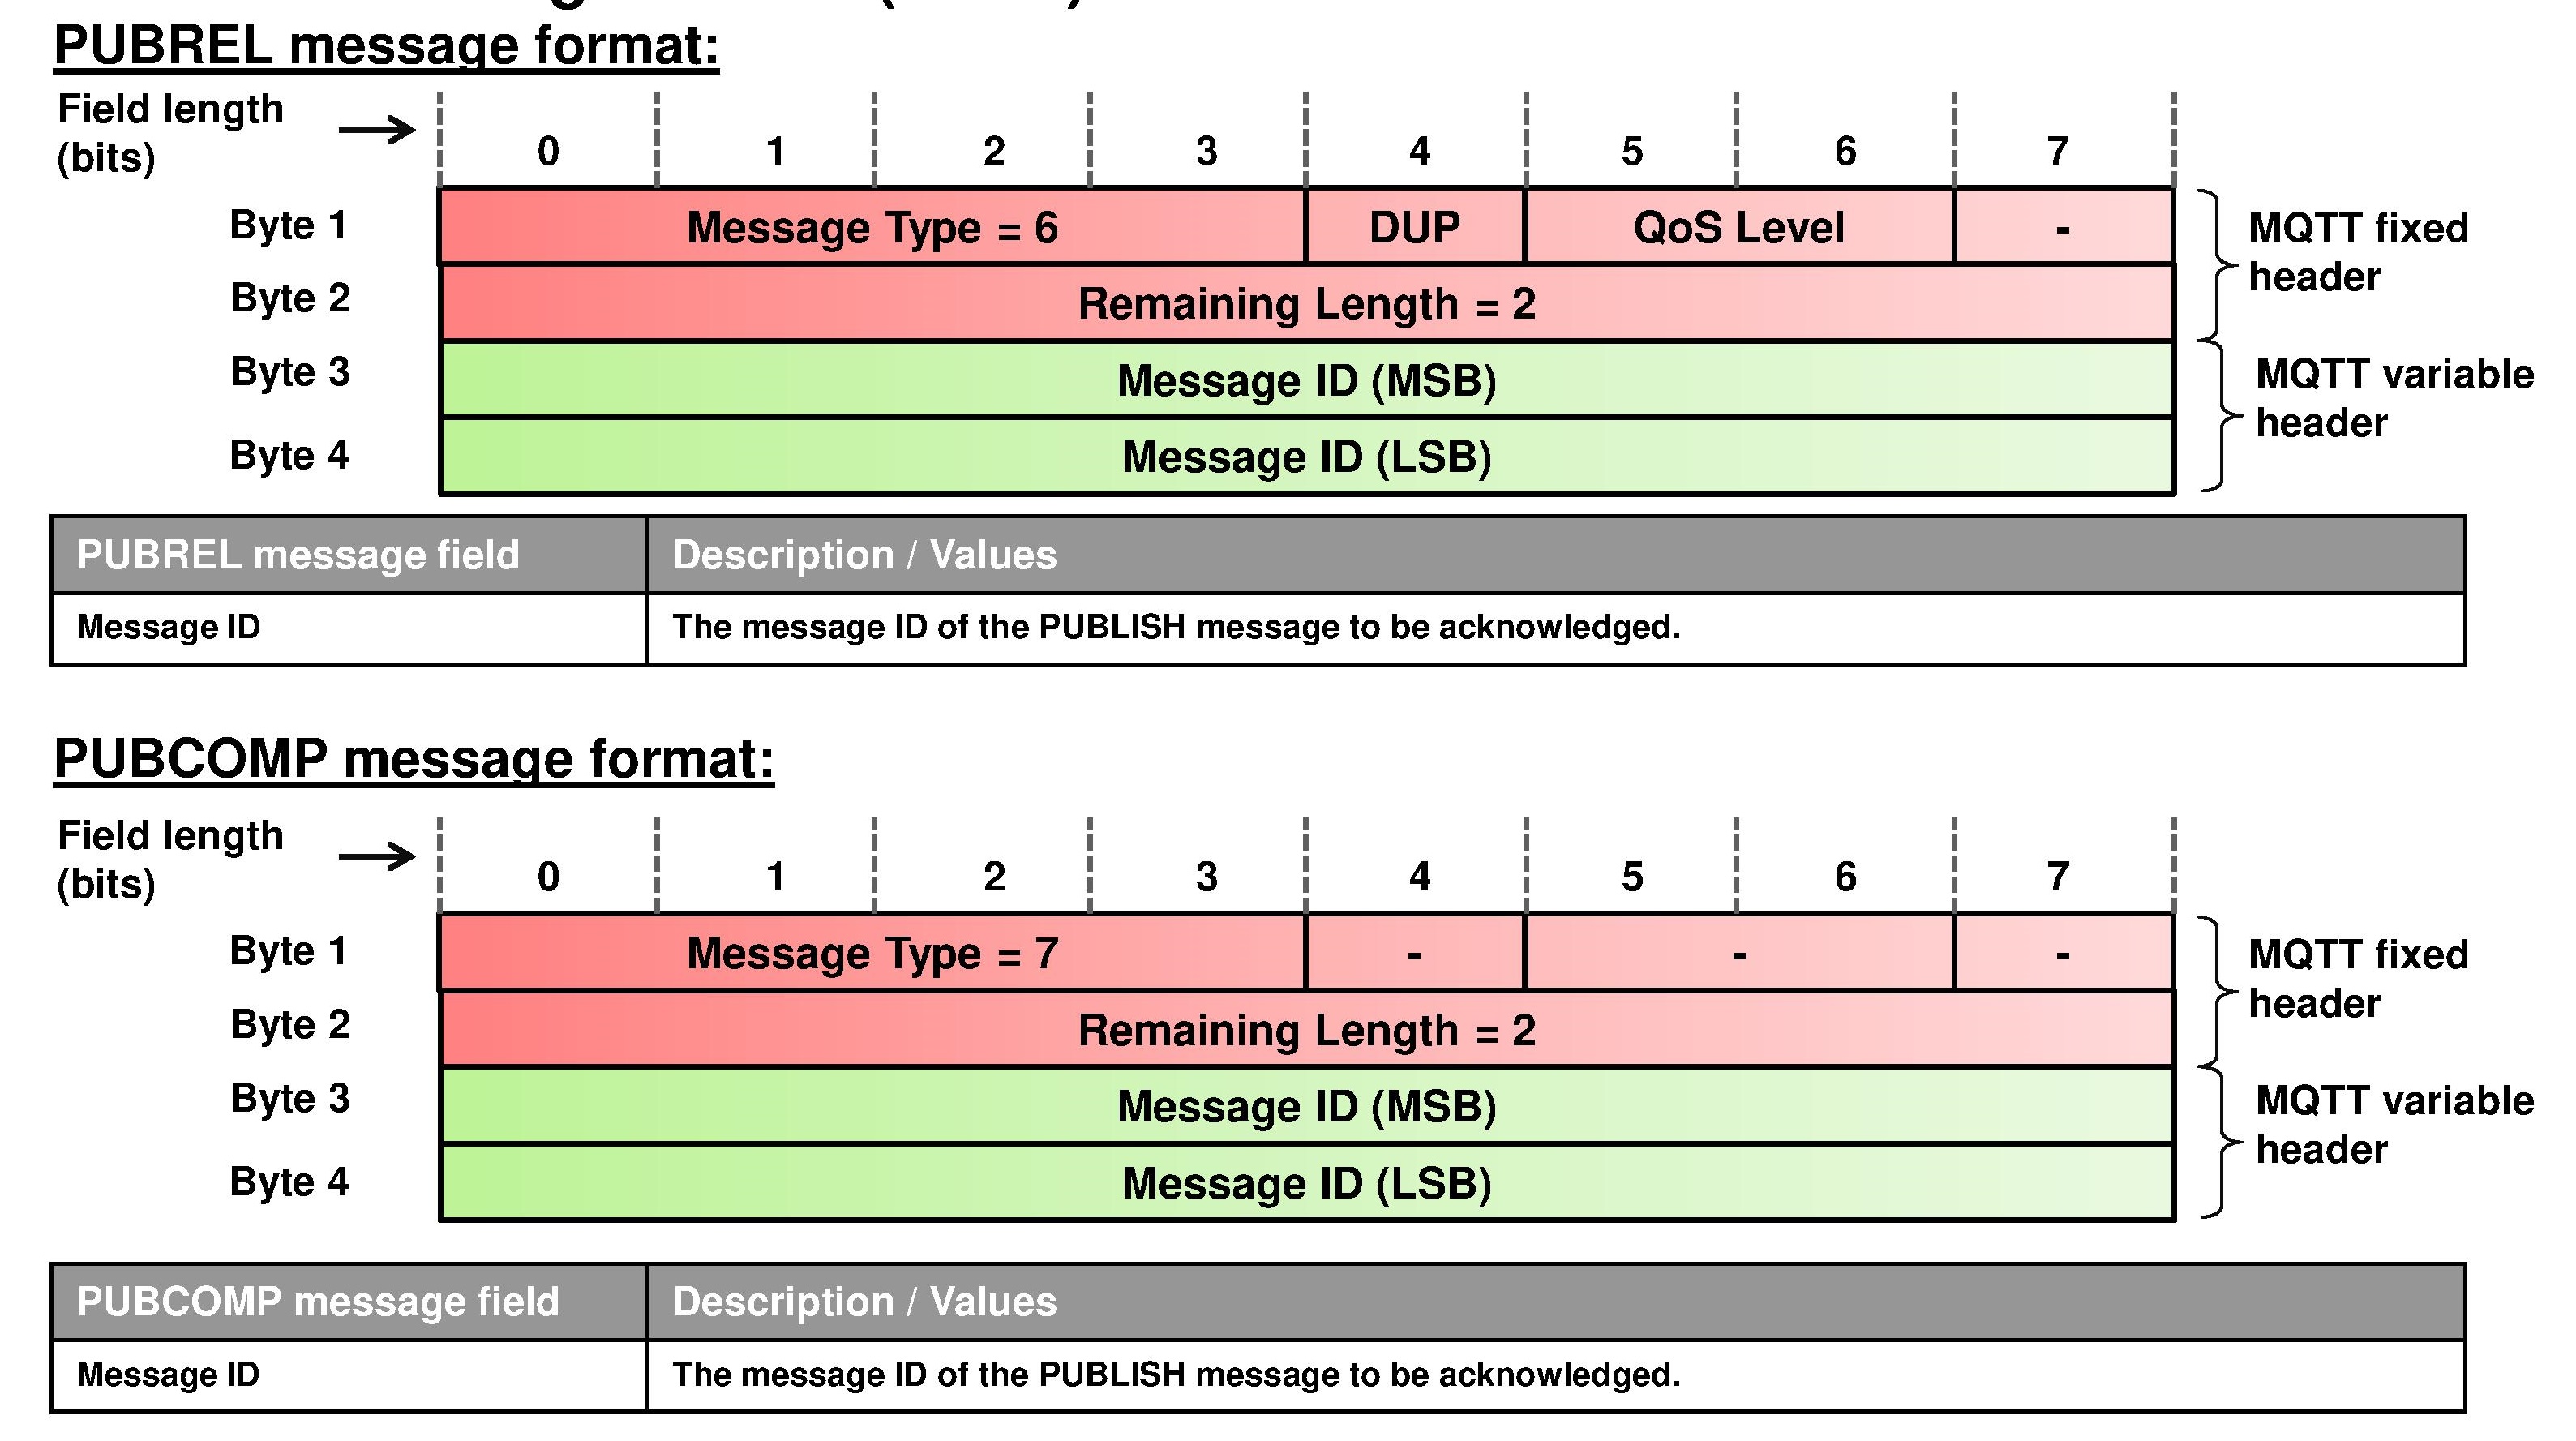 PUBREL message format:
Field length
(bits)
0 1 2 3 4 5 6 7
Byte 1 Message Type = 6 DUP QoS Level - MQTT fixed
header
Byte 2 Remaining Length = 2
Byte 3 Message ID (MSB) MQTT variable
header
Byte 4 Message ID (LSB)
PUBREL message field Description / Values
Message ID The message ID of the PUBLISH message to be acknowledged.
PUBCOMP message format:
Field length
(bits)
0 1 2 3 4 5 6 7
Byte 1 Message Type = 7 - - - MQTT fixed
header
Byte 2 Remaining Length = 2
Byte 3 Message ID (MSB) MQTT variable
header
Byte 4 Message ID (LSB)
PUBCOMP message field Description / Values
Message ID The message ID of the PUBLISH message to be acknowledged.